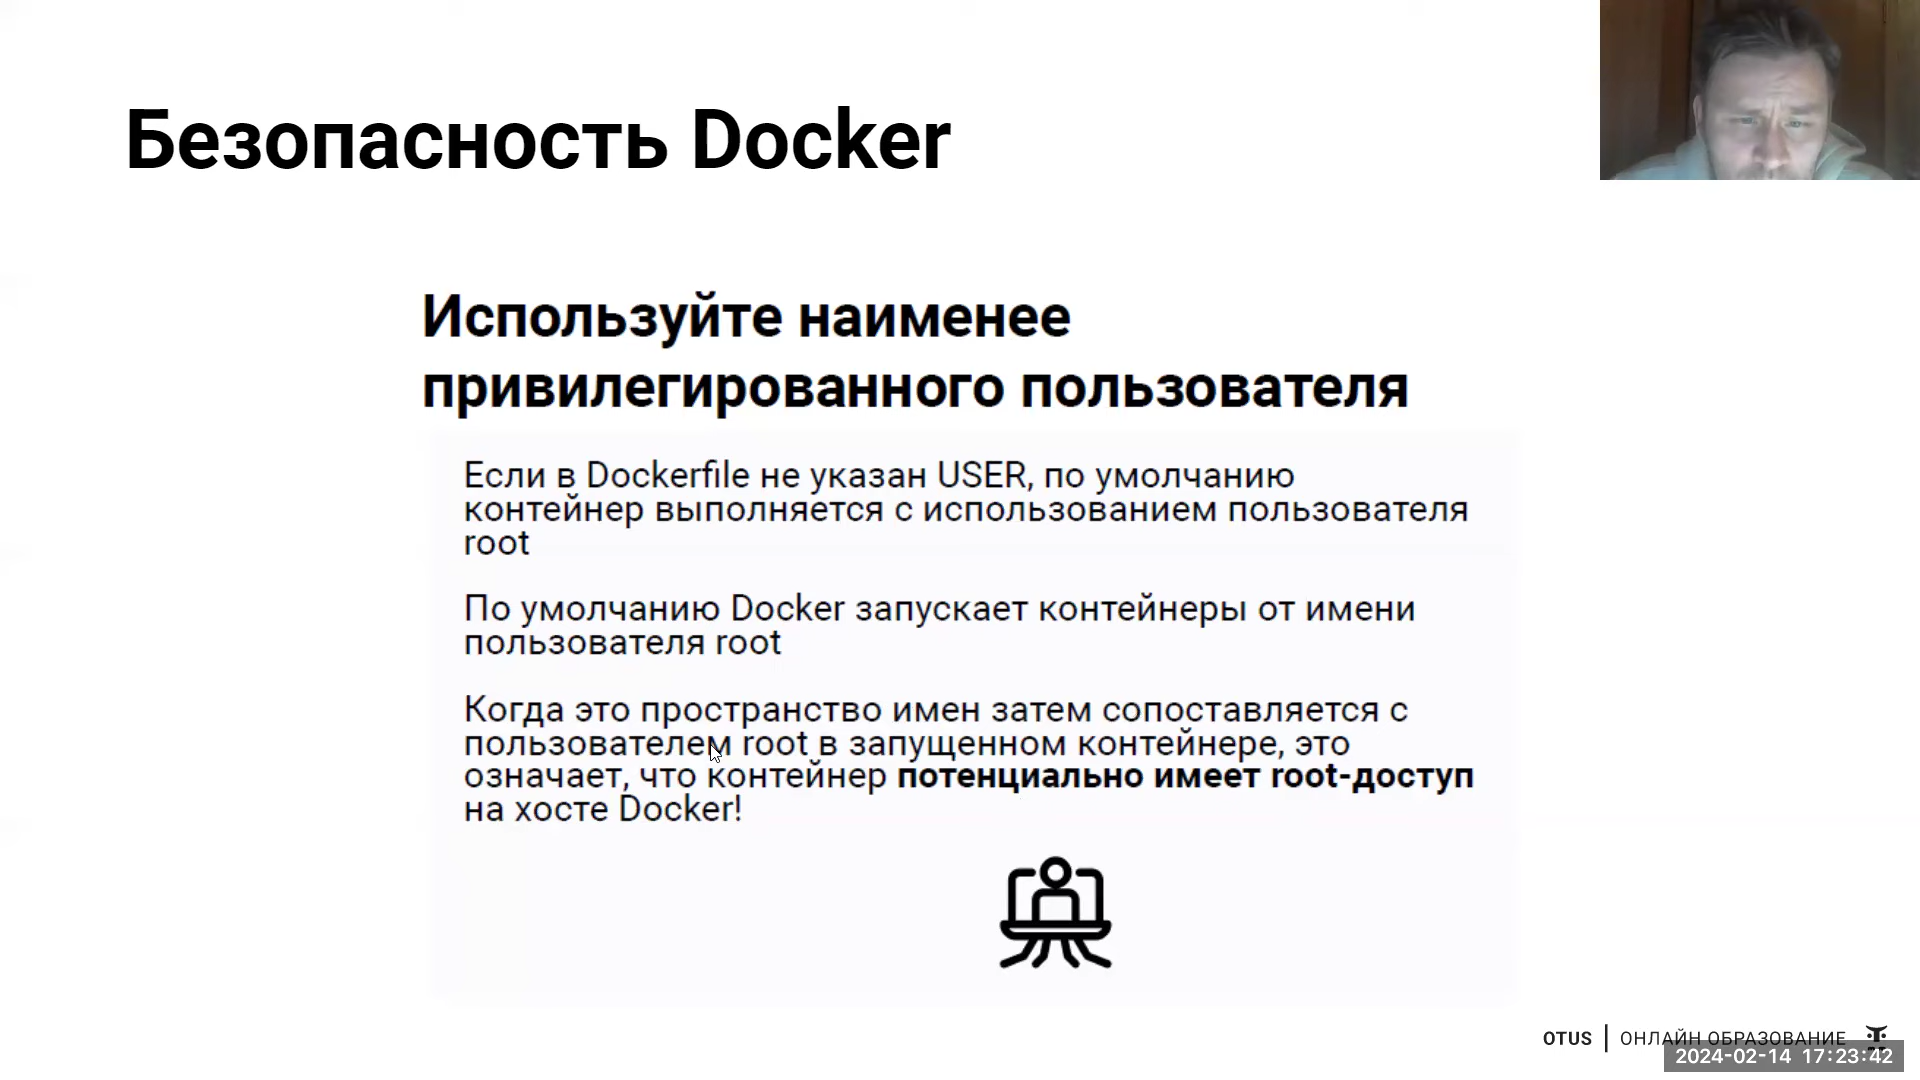 Безопасность Docker
Используйте наименее
привилегированного пользователя
Если в Dockerfile не указан USER, по умолчанию
контейнер выполняется с использованием пользователя
root
По умолчанию Docker запускает контейнеры от имени
пользователя root
Когда это пространство имен затем сопоставляется с
пользователем root в запущенном контейнере, это
означает, что контейнер потенциально имеет root-доступ
на хосте Docker!
OTUS | ОНЛАЙН ОБРАЗОВАНИЕ
2024-02-14 17:23:42